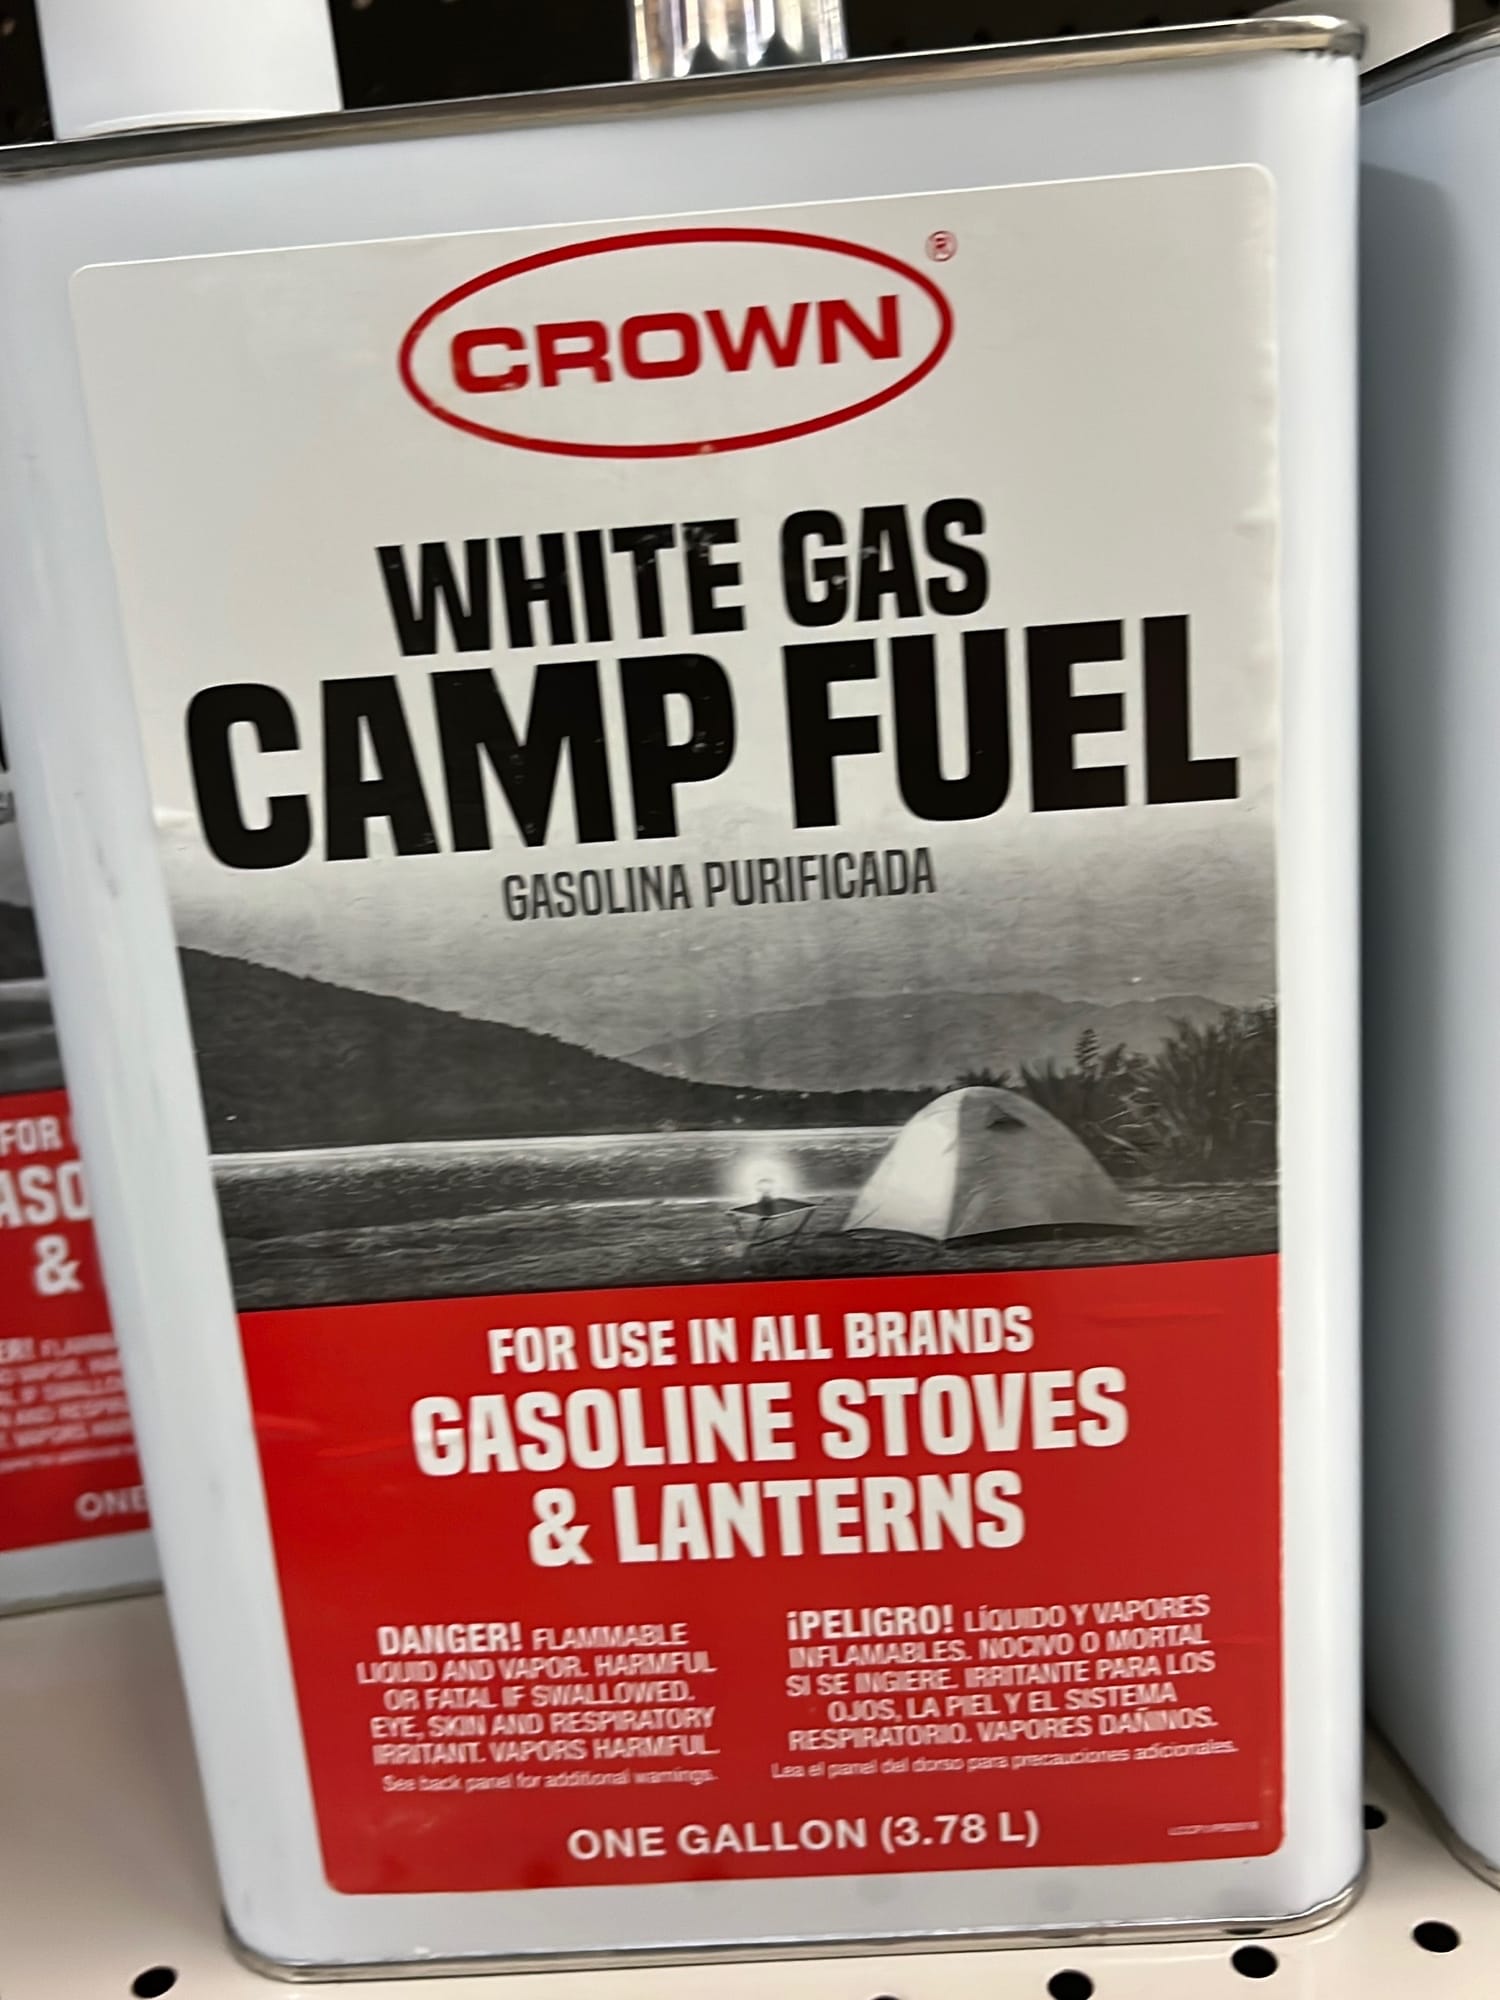 CROWN®
WHITE GAS
CAMP FUEL
GASOLINA PURIFICADA
FOR USE IN ALL BRANDS
GASOLINE STOVES
& LANTERNS
DANGER! FLAMMABLE
LIQUID AND VAPOR. HARMFUL
OR FATAL IF SWALLOWED.
EYE, SKIN AND RESPIRATORY
IRRITANT. VAPORS HARMFUL.
See back panel for additional warnings.
¡PELIGRO! LÍQUIDO Y VAPORES
INFLAMABLES. NOCIVO O MORTAL
SI SE INGIERE. IRRITANTE PARA LOS
OJOS, LA PIEL Y EL SISTEMA
RESPIRATORIO. VAPORES DAÑINOS.
Lea el panel del dorso para precauciones adicionales.
ONE GALLON (3.78 L)
FOR
&
ONE